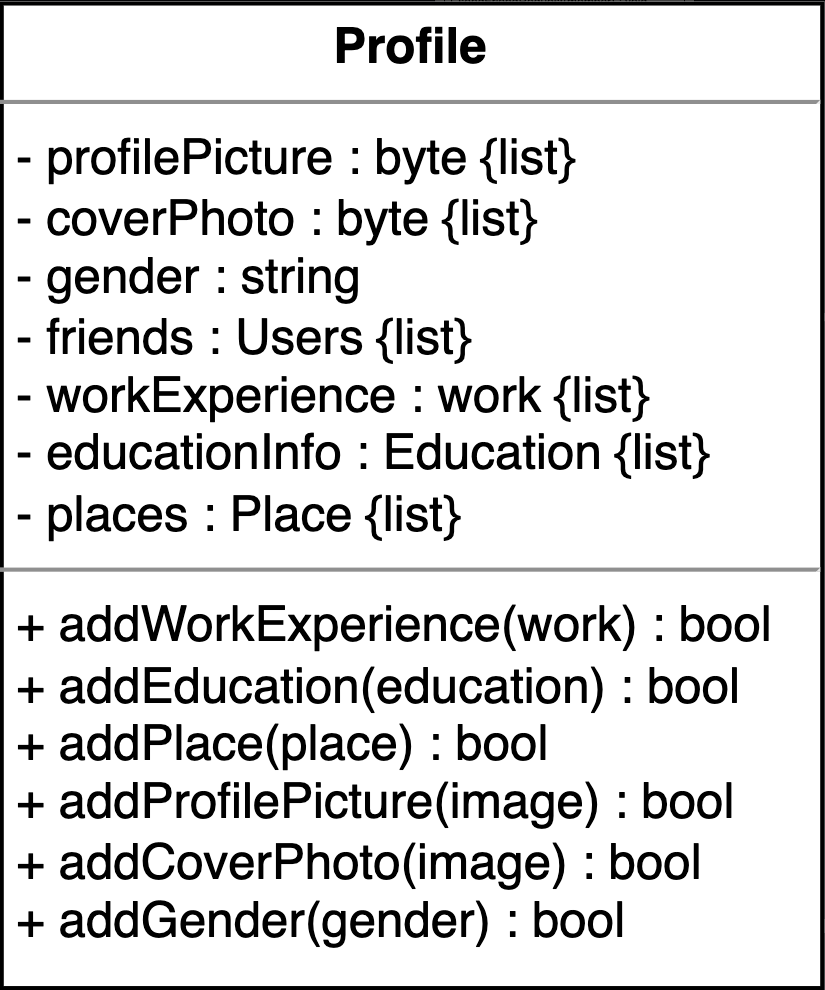 Profile
- profilePicture : byte {list}
- coverPhoto : byte {list}
- gender : string
- friends : Users {list}
- workExperience : work {list}
- educationInfo : Education {list}
- places : Place {list}
+ addWorkExperience(work) : bool
+ addEducation(education) : bool
+ addPlace(place) : bool
+ addProfilePicture(image) : bool
+ addCoverPhoto(image) : bool
+ addGender(gender) : bool